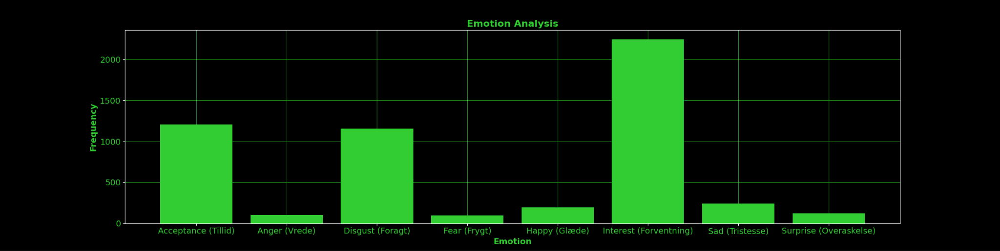 Emotion Analysis
Frequency
2000
1500
1000
500
0
Acceptance (Tillid) Anger (Vrede) Disgust (Foragt) Fear (Frygt) Happy (Glæde) Interest (Forventning) Sad (Tristesse) Surprise (Overaskelse)
Emotion